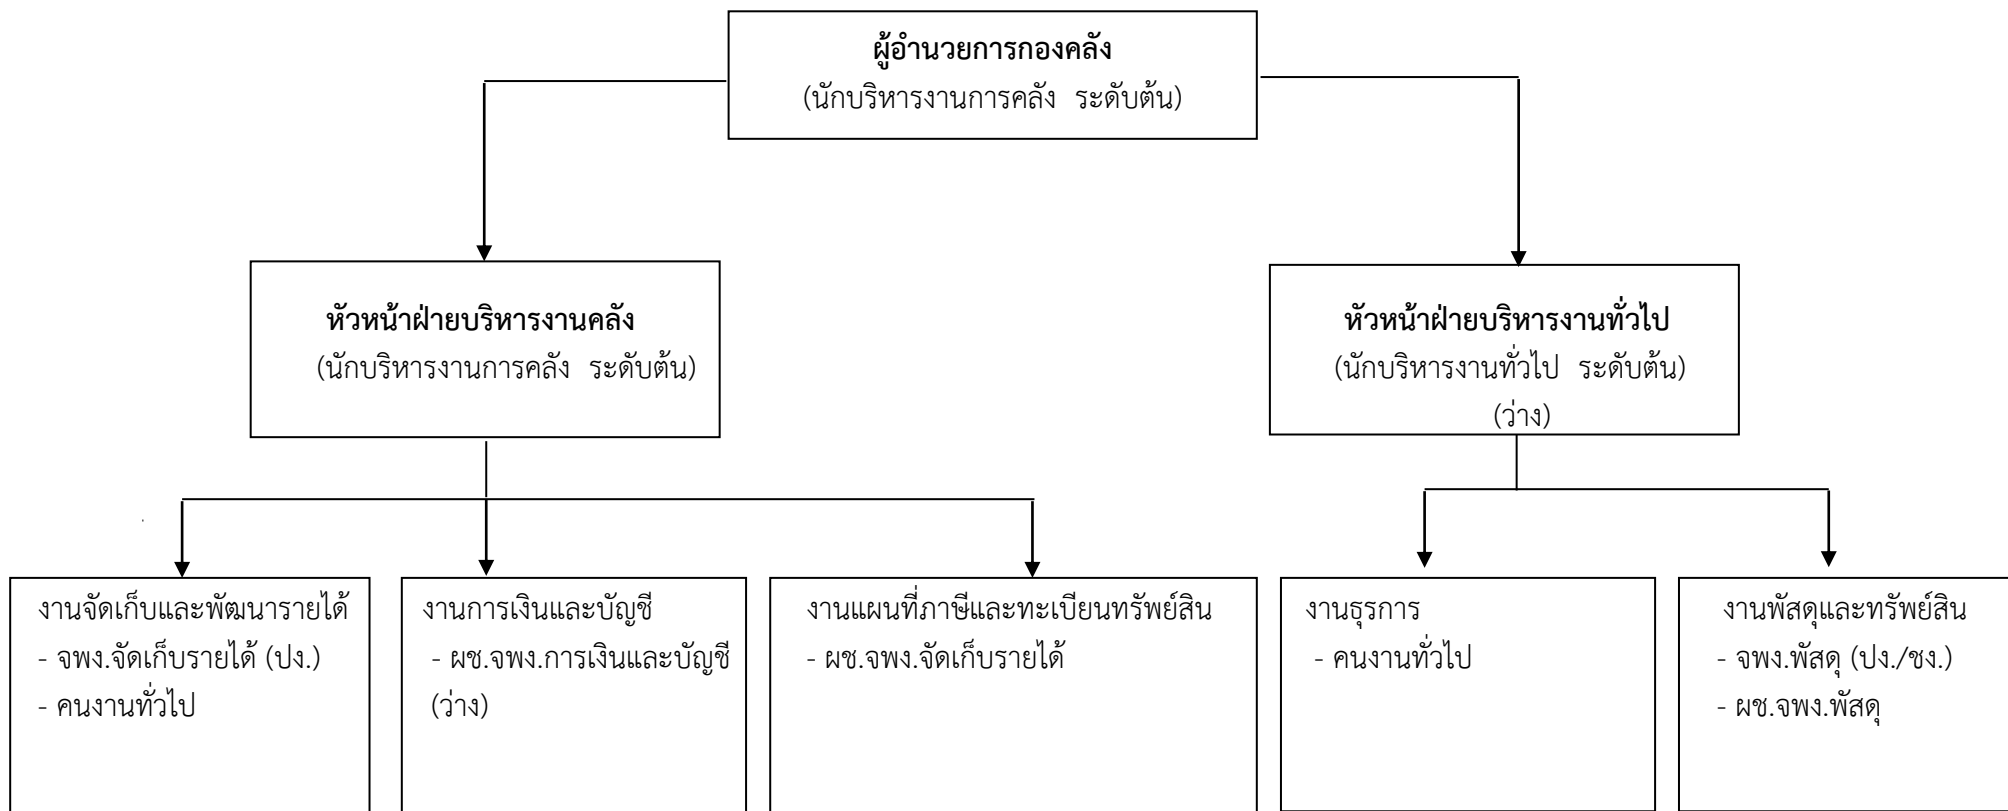 ผู้อำนวยการกองคลัง
(นักบริหารงานการคลัง ระดับต้น)
หัวหน้าฝ่ายบริหารงานคลัง
(นักบริหารงานการคลัง ระดับต้น)
หัวหน้าฝ่ายบริหารงานทั่วไป
(นักบริหารงานทั่วไป ระดับต้น)
(ว่าง)
งานจัดเก็บและพัฒนารายได้
- จพง.จัดเก็บรายได้ (ปง.)
- คนงานทั่วไป
งานการเงินและบัญชี
- ผช.จพง.การเงินและบัญชี
(ว่าง)
งานแผนที่ภาษีและทะเบียนทรัพย์สิน
- ผช.จพง.จัดเก็บรายได้
งานธุรการ
- คนงานทั่วไป
งานพัสดุและทรัพย์สิน
- จพง.พัสดุ (ปง./ชง.)
- ผช.จพง.พัสดุ